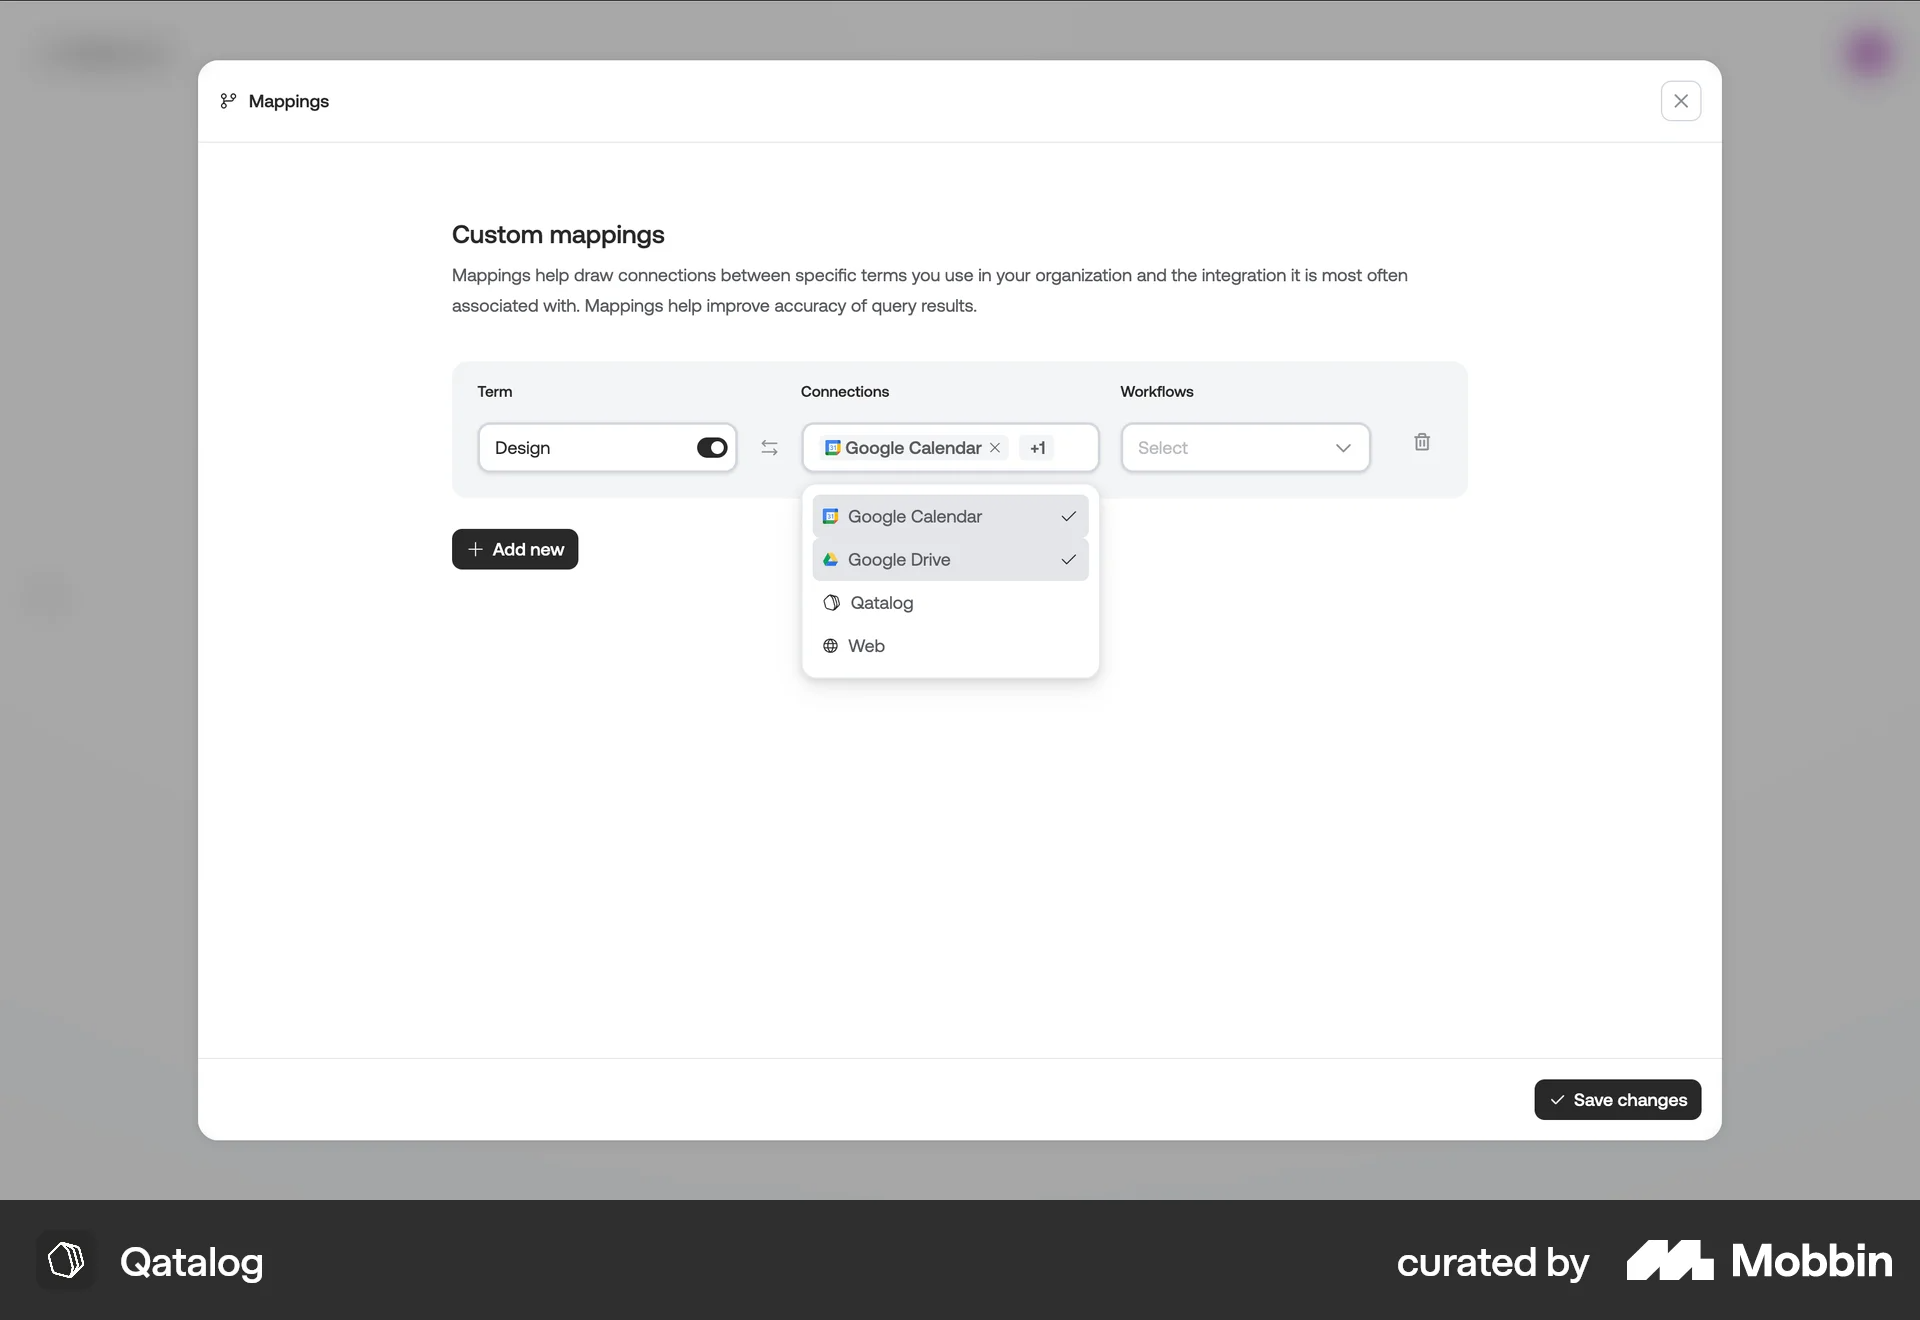 Mappings
Custom mappings
Mappings help draw connections between specific terms you use in your organization and the integration it is most often
associated with. Mappings help improve accuracy of query results.
Term Connections Workflows
Design Google Calendar +1 Select
Google Calendar
Google Drive
Qatalog
Web
Add new
Save changes
Qatalog curated by Mobbin